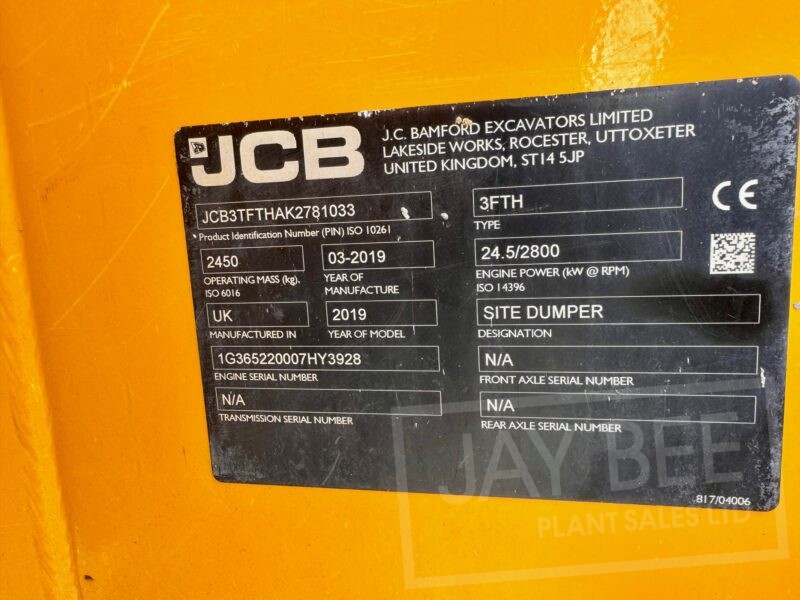 JCB
J.C. BAMFORD EXCAVATORS LIMITED
LAKESIDE WORKS, ROCESTER, UTTOXETER
UNITED KINGDOM, ST14 5JP
JCB3TFTHAK2781033
Product Identification Number (PIN) ISO 10261
3FTH
TYPE
CE
2450
OPERATING MASS (kg).
ISO 6016
03-2019
YEAR OF
MANUFACTURE
24.5/2800
ENGINE POWER (kW @ RPM)
ISO 14396
UK
MANUFACTURED IN
2019
YEAR OF MODEL
SITE DUMPER
DESIGNATION
1G365220007HY3928
ENGINE SERIAL NUMBER
N/A
FRONT AXLE SERIAL NUMBER
N/A
TRANSMISSION SERIAL NUMBER
N/A
REAR AXLE SERIAL NUMBER
817/04006
JAY BEE
PLANT SALES LTD